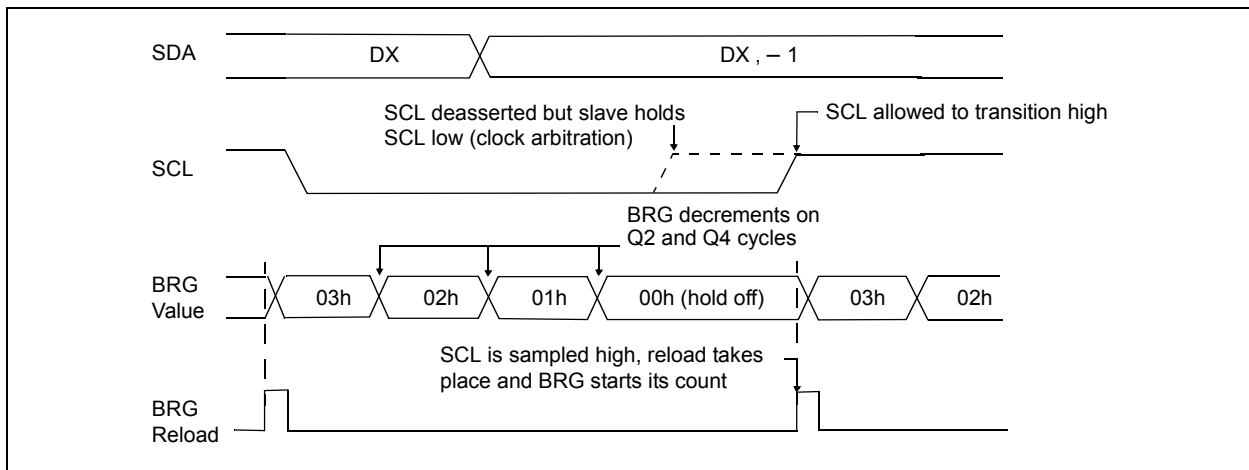 SDA
DX
DX , – 1
SCL deasserted but slave holds
SCL low (clock arbitration)
SCL allowed to transition high
SCL
BRG decrements on
Q2 and Q4 cycles
BRG
Value
03h
02h
01h
00h (hold off)
03h
02h
SCL is sampled high, reload takes
place and BRG starts its count
BRG
Reload